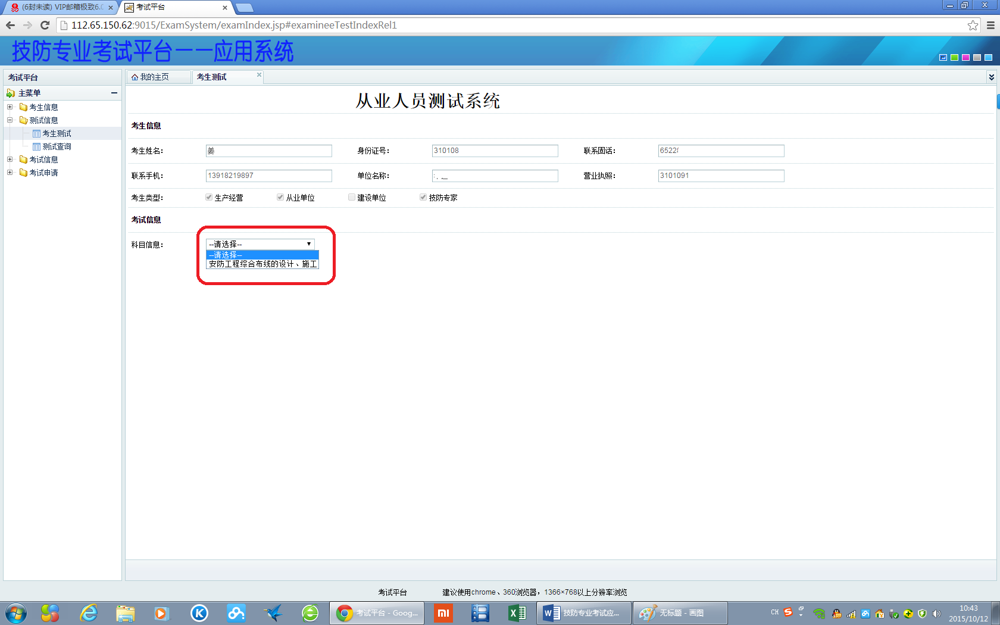 (6封未读) VIP邮箱极致6.0
考试平台
112.65.150.62:9015/ExamSystem/examIndex.jsp#examineeTestIndexRel1
技防专业考试平台一一应用系统
考试平台
主菜单
考生信息
测试信息
考生测试
测试查询
考试信息
考试申请
我的主页
考生测试
从业人员测试系统
考生信息
考生姓名： 姜 身份证号： 310108 联系固话： 6522
联系手机： 13918219897 单位名称： 营业执照： 3101091
考生类型： 生产经营 从业单位 建设单位 技防专家
考试信息
科目信息： --请选择--
--请选择--
安防工程综合布线的设计、施工
考试平台 建议使用chrome、360浏览器，1366×768以上分辨率浏览
考试平台 - Goog...
技防专业考试应...
无标题 - 画图
CH
10:43
2015/10/12